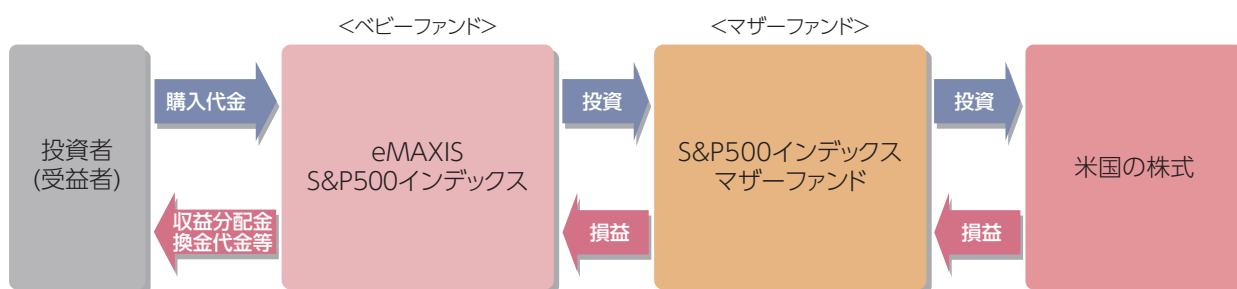 <ベビーファンド>
<マザーファンド>
投資者
(受益者)
購入代金
収益分配金
換金代金等
eMAXIS
S&P500インデックス
投資
損益
S&P500インデックス
マザーファンド
投資
損益
米国の株式